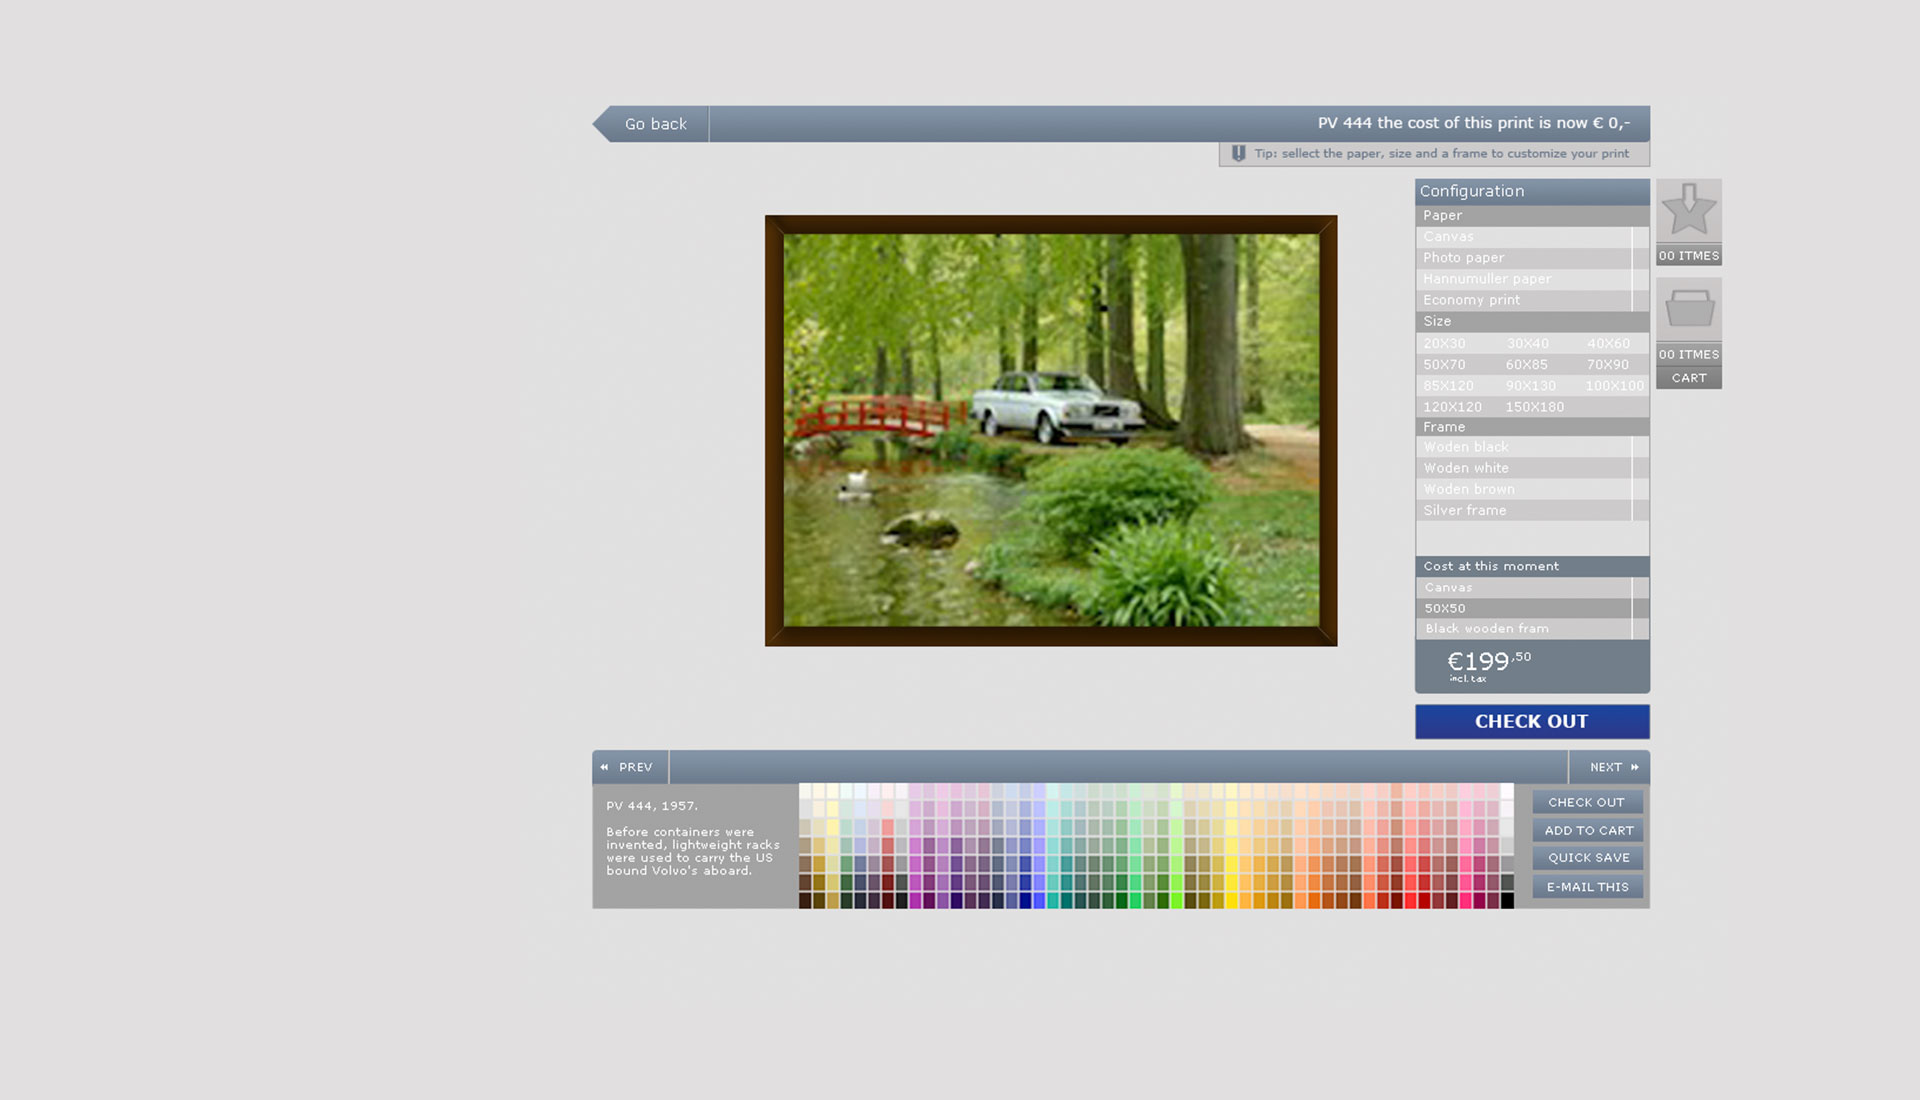 Go back
PV 444 the cost of this print is now € 0,-
Tip: sellect the paper, size and a frame to customize your print
Configuration
Paper
Canvas
Photo paper
Hannumuller paper
Economy print
Size
20X30 30X40 40X60
50X70 60X85 70X90
85X120 90X130 100X100
120X120 150X180
Frame
Woden black
Woden white
Woden brown
Silver frame
Cost at this moment
Canvas
50X50
Black wooden fram
€199,50
incl. tax
CHECK OUT
00 ITMES
00 ITMES
CART
PREV
NEXT
PV 444, 1957.
Before containers were
invented, lightweight racks
were used to carry the US
bound Volvo's aboard.
CHECK OUT
ADD TO CART
QUICK SAVE
E-MAIL THIS